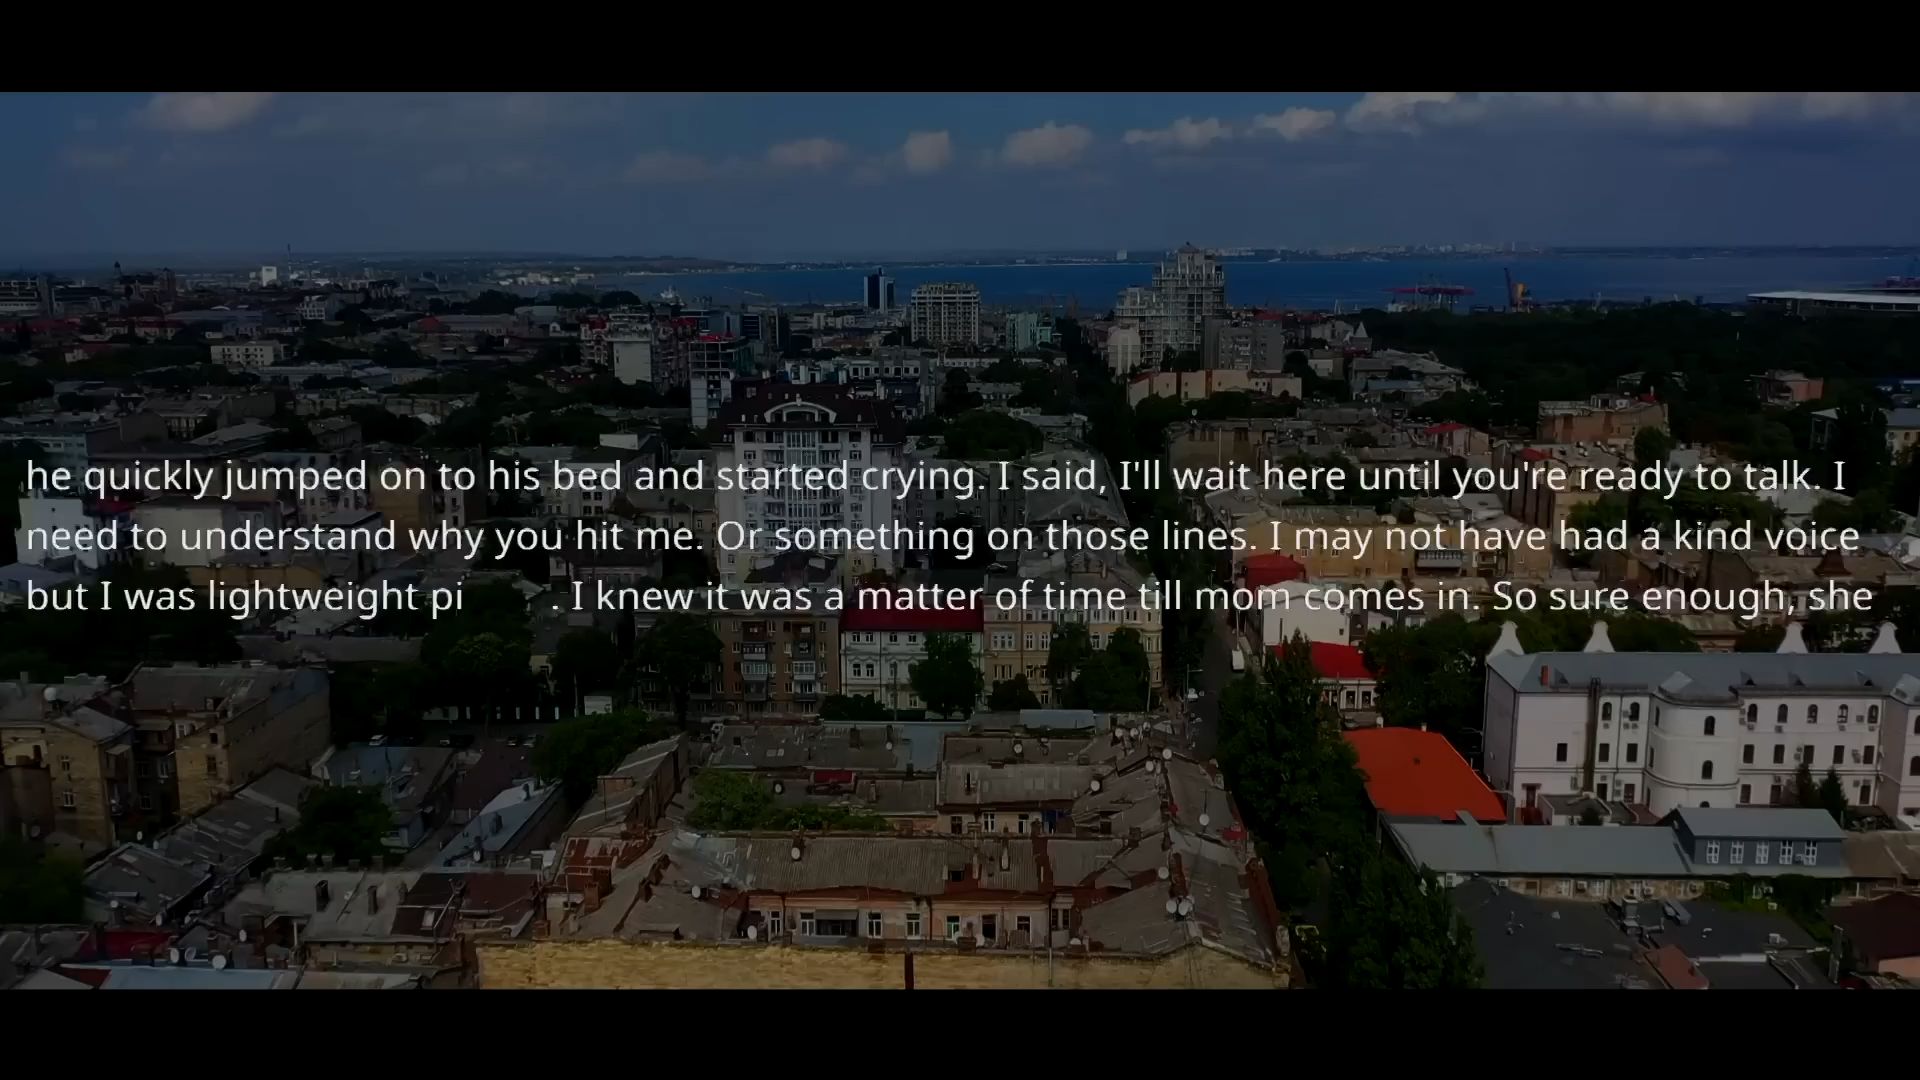 he quickly jumped on to his bed and started crying. I said, I'll wait here until you're ready to talk. I
need to understand why you hit me. Or something on those lines. I may not have had a kind voice
but I was lightweight pi . I knew it was a matter of time till mom comes in. So sure enough, she